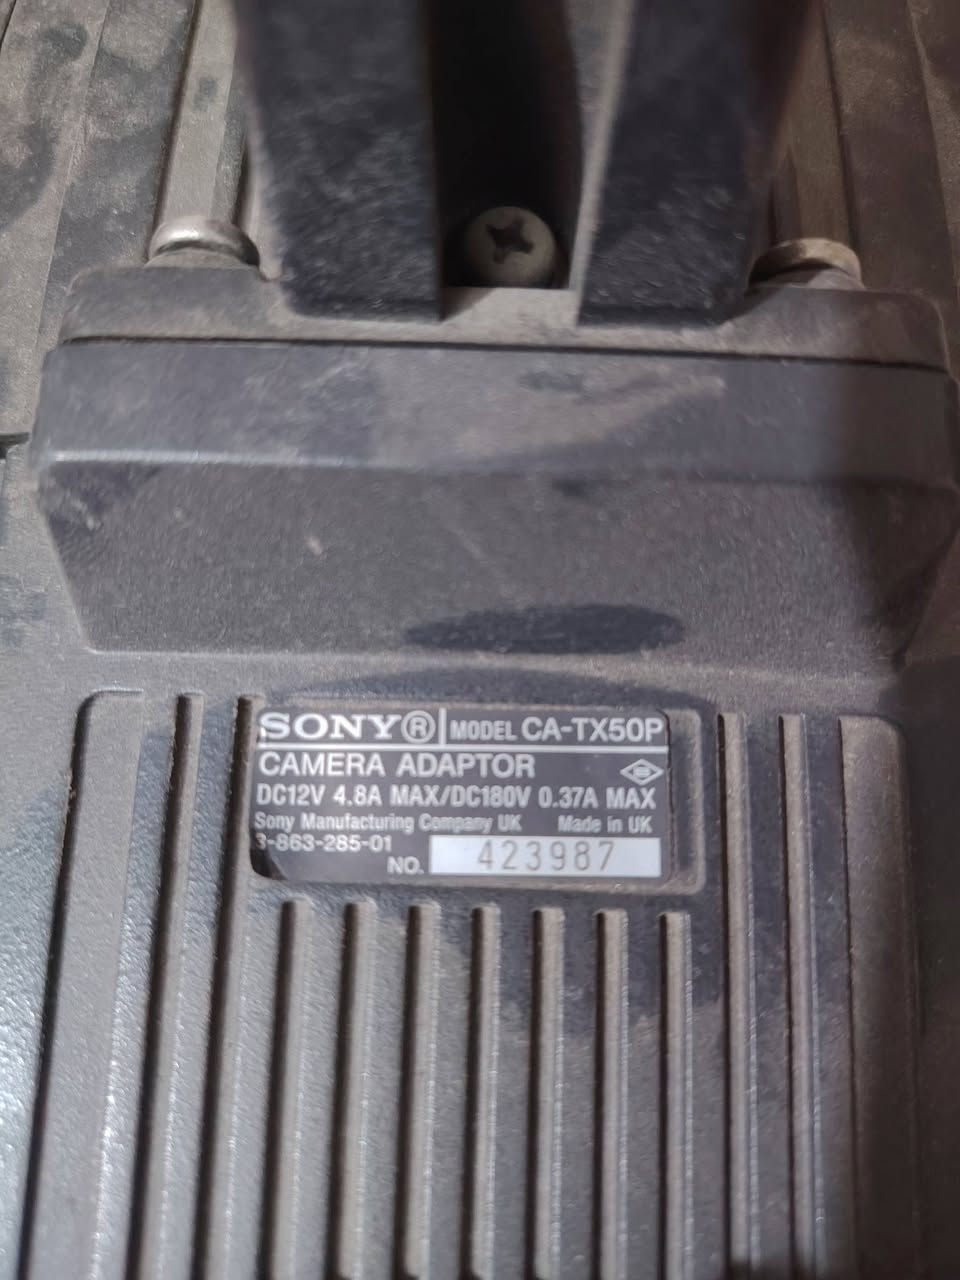 SONY® MODEL CA-TX50P
CAMERA ADAPTOR
DC12V 4.8A MAX/DC180V 0.37A MAX
Sony Manufacturing Company UK Made in UK
3-863-285-01
NO. 423987